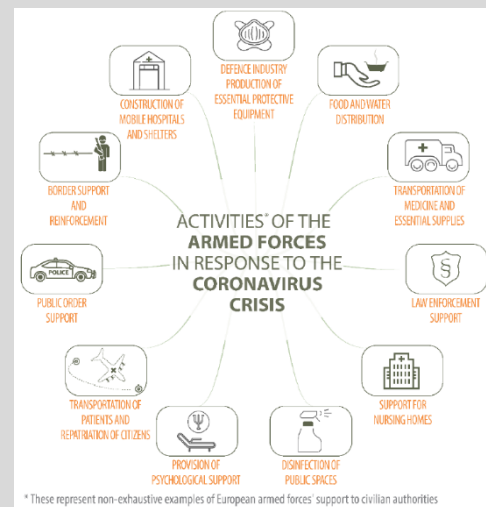 DEFENCE INDUSTRY
PRODUCTION OF
ESSENTIAL PROTECTIVE
EQUIPMENT
FOOD AND WATER
DISTRIBUTION
TRANSPORTATION OF
MEDICINE AND
ESSENTIAL SUPPLIES
§
LAW ENFORCEMENT
SUPPORT
SUPPORT FOR
NURSING HOMES
DISINFECTION OF
PUBLIC SPACES
PROVISION OF
PSYCHOLOGICAL SUPPORT
TRANSPORTATION OF
PATIENTS AND
REPATRIATION OF CITIZENS
POLICE
PUBLIC ORDER
SUPPORT
BORDER SUPPORT
AND
REINFORCEMENT
CONSTRUCTION OF
MOBILE HOSPITALS
AND SHELTERS
ACTIVITIES* OF THE
ARMED FORCES
IN RESPONSE TO THE
CORONAVIRUS
CRISIS
* These represent non-exhaustive examples of European armed forces' support to civilian authorities